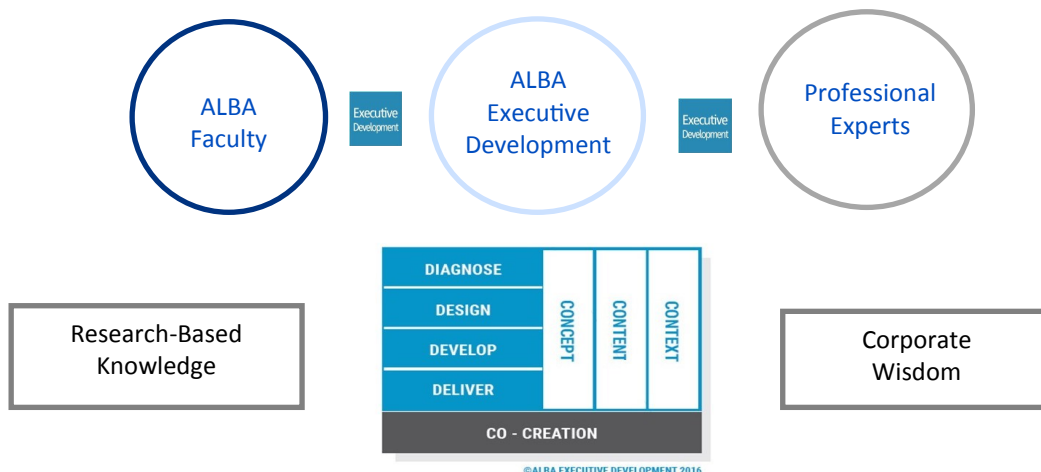 ALBA
Faculty
Executive
Development
ALBA
Executive
Development
Executive
Development
Professional
Experts
Research-Based
Knowledge
DIAGNOSE
DESIGN
DEVELOP
DELIVER
CONCEPT
CONTENT
CONTEXT
CO - CREATION
©ALBA EXECUTIVE DEVELOPMENT 2016
Corporate
Wisdom